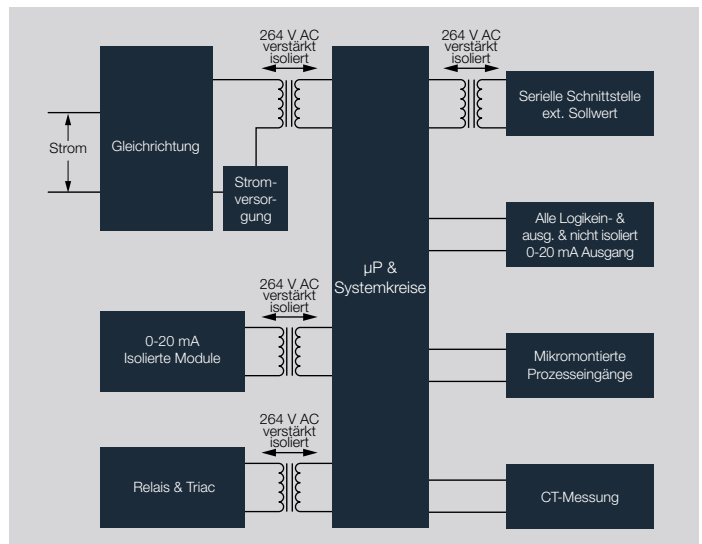 264 V AC
verstärkt
isoliert
264 V AC
verstärkt
isoliert
Strom
Gleichrichtung
Strom-
versor-
gung
Serielle Schnittstelle
ext. Sollwert
Alle Logikein- &
ausg. & nicht isoliert
0-20 mA Ausgang
µP &
Systemkreise
264 V AC
verstärkt
isoliert
0-20 mA
Isolierte Module
Mikromontierte
Prozesseingänge
264 V AC
verstärkt
isoliert
Relais & Triac
CT-Messung